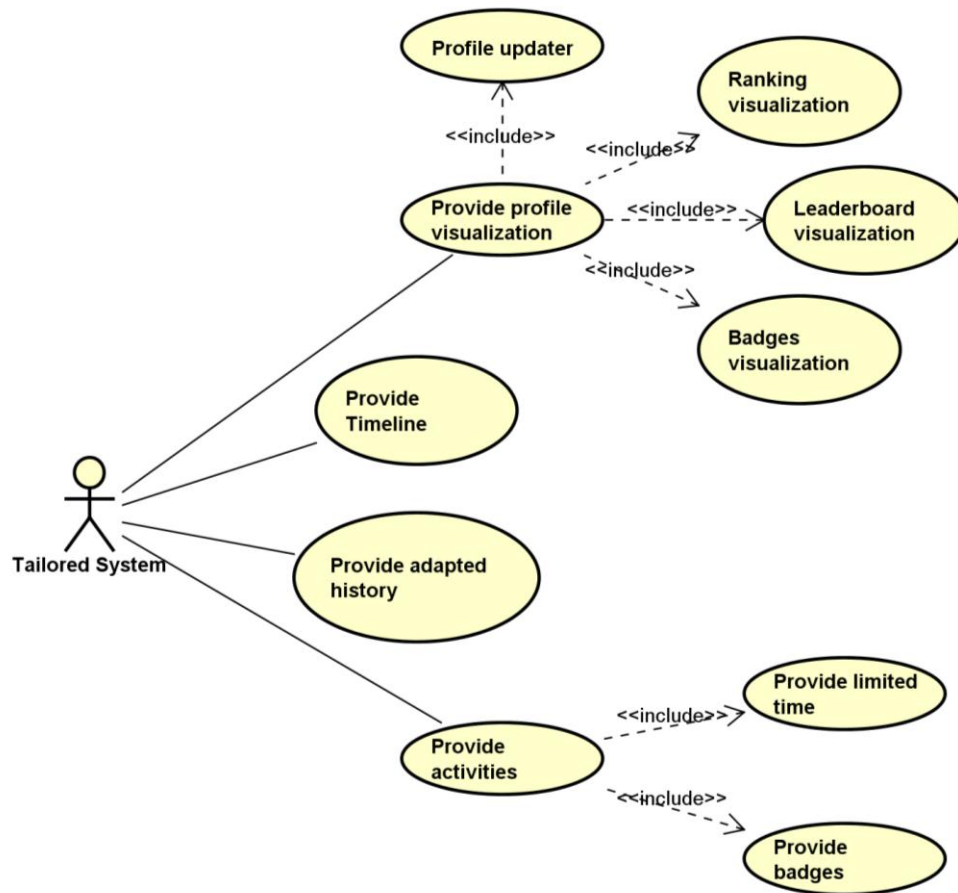 Profile updater
Ranking
visualization
<<include>>
<<include>>
Provide profile
visualization
<<include>>
Leaderboard
visualization
<<include>>
Badges
visualization
Provide
Timeline
Tailored System
Provide adapted
history
Provide limited
time
<<include>>
Provide
activities
<<include>>
Provide
badges